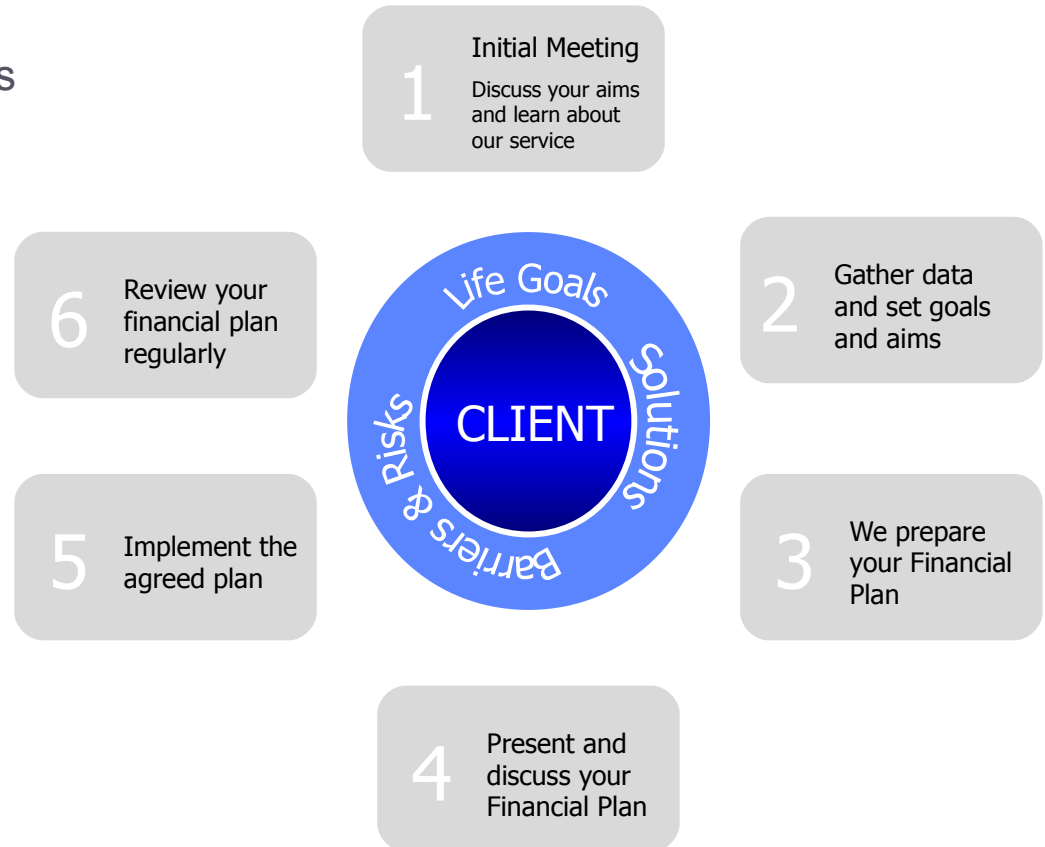 s
1
Initial Meeting
Discuss your aims
and learn about
our service
2
Gather data
and set goals
and aims
3
We prepare
your Financial
Plan
4
Present and
discuss your
Financial Plan
5
Implement the
agreed plan
6
Review your
financial plan
regularly
Life Goals
Solutions
Barriers & Risks
CLIENT